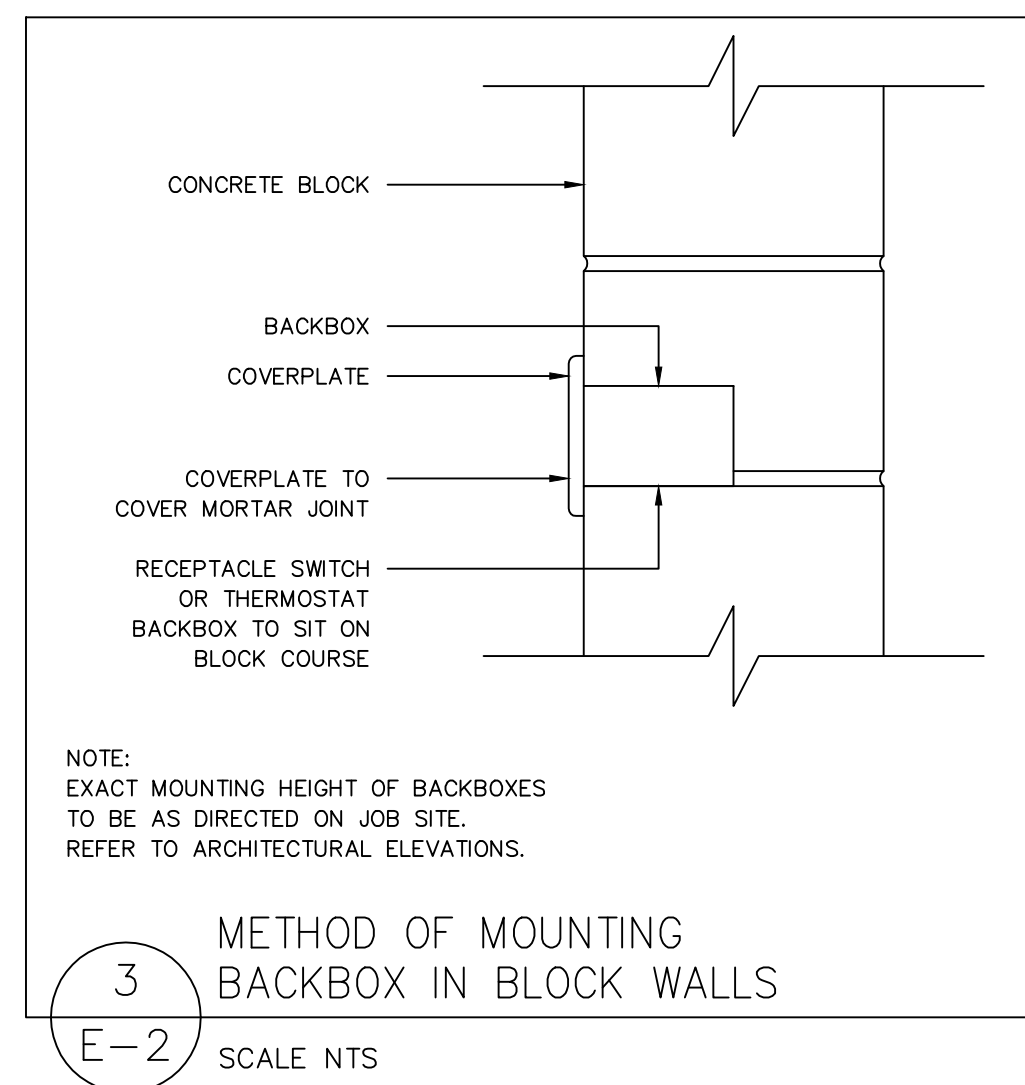 CONCRETE BLOCK
BACKBOX
COVERPLATE
COVERPLATE TO
COVER MORTAR JOINT
RECEPTACLE SWITCH
OR THERMOSTAT
BACKBOX TO SIT ON
BLOCK COURSE
NOTE:
EXACT MOUNTING HEIGHT OF BACKBOXES
TO BE AS DIRECTED ON JOB SITE.
REFER TO ARCHITECTURAL ELEVATIONS.
METHOD OF MOUNTING
BACKBOX IN BLOCK WALLS
3
E-2
SCALE NTS